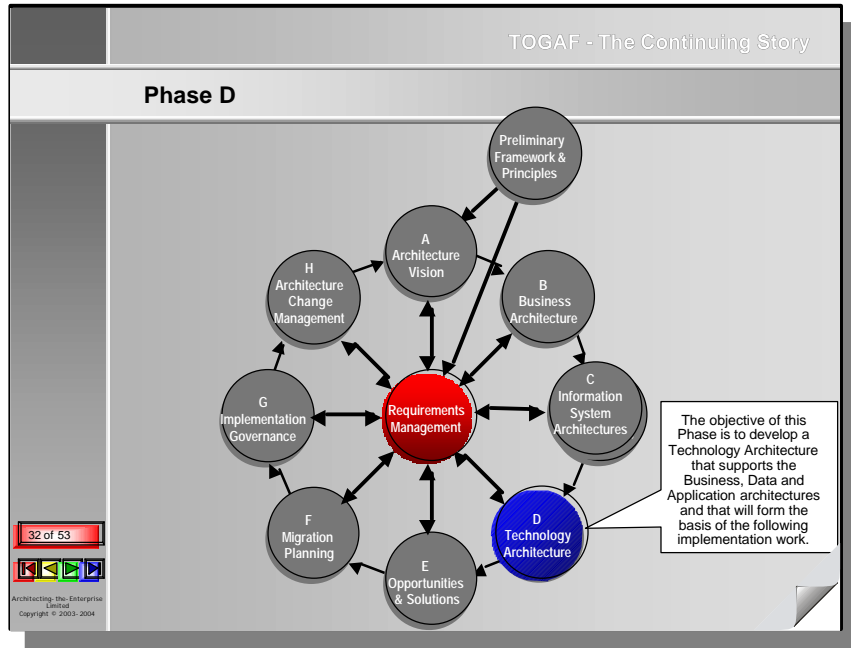 TOGAF - The Continuing Story
Phase D
Preliminary
Framework &
Principles
A
Architecture
Vision
H
Architecture
Change
Management
B
Business
Architecture
C
Information
System
Architectures
G
Implementation
Governance
Requirements
Management
The objective of this
Phase is to develop a
Technology Architecture
that supports the
Business, Data and
Application architectures
and that will form the
basis of the following
implementation work.
F
Migration
Planning
D
Technology
Architecture
E
Opportunities
& Solutions
32 of 53
Architecting-the-Enterprise
Limited
Copyright © 2003-2004